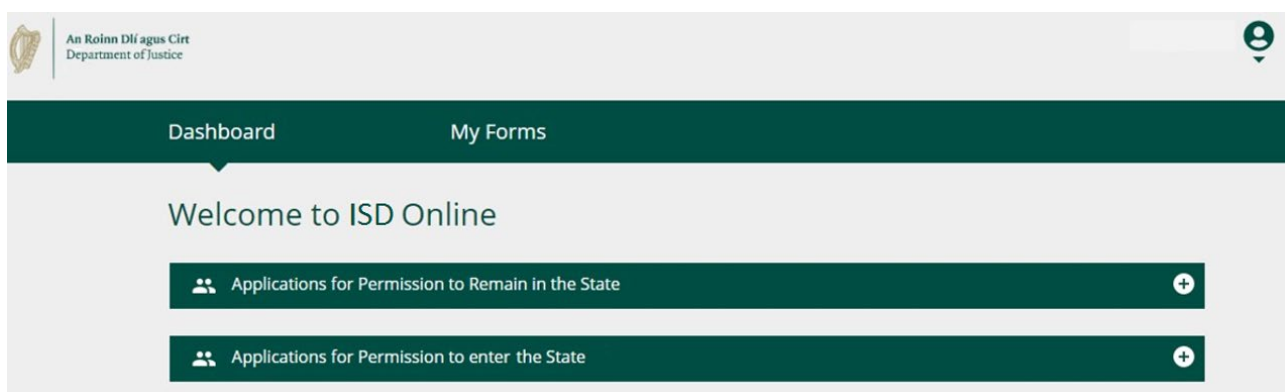 An Roinn Dlí agus Cirt
Department of Justice
Dashboard My Forms
Welcome to ISD Online
Applications for Permission to Remain in the State
Applications for Permission to enter the State